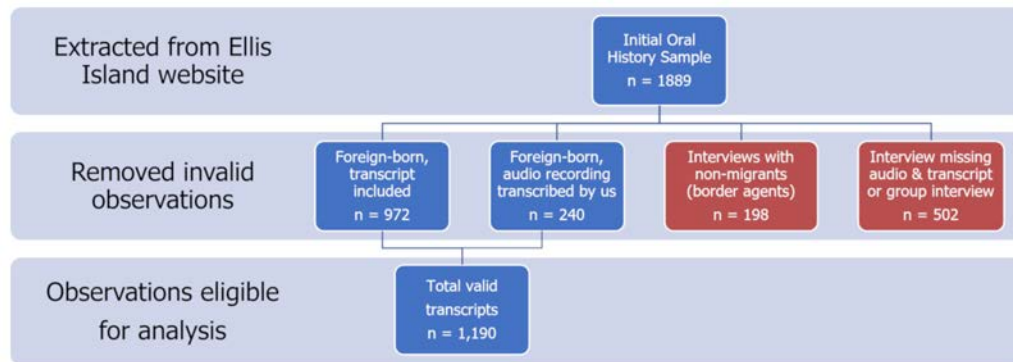 Extracted from Ellis
Island website
Initial Oral
History Sample
n = 1889
Removed invalid
observations
Foreign-born,
transcript
included
n = 972
Foreign-born,
audio recording
transcribed by us
n = 240
Interviews with
non-migrants
(border agents)
n = 198
Interview missing
audio & transcript
or group interview
n = 502
Observations eligible
for analysis
Total valid
transcripts
n = 1,190